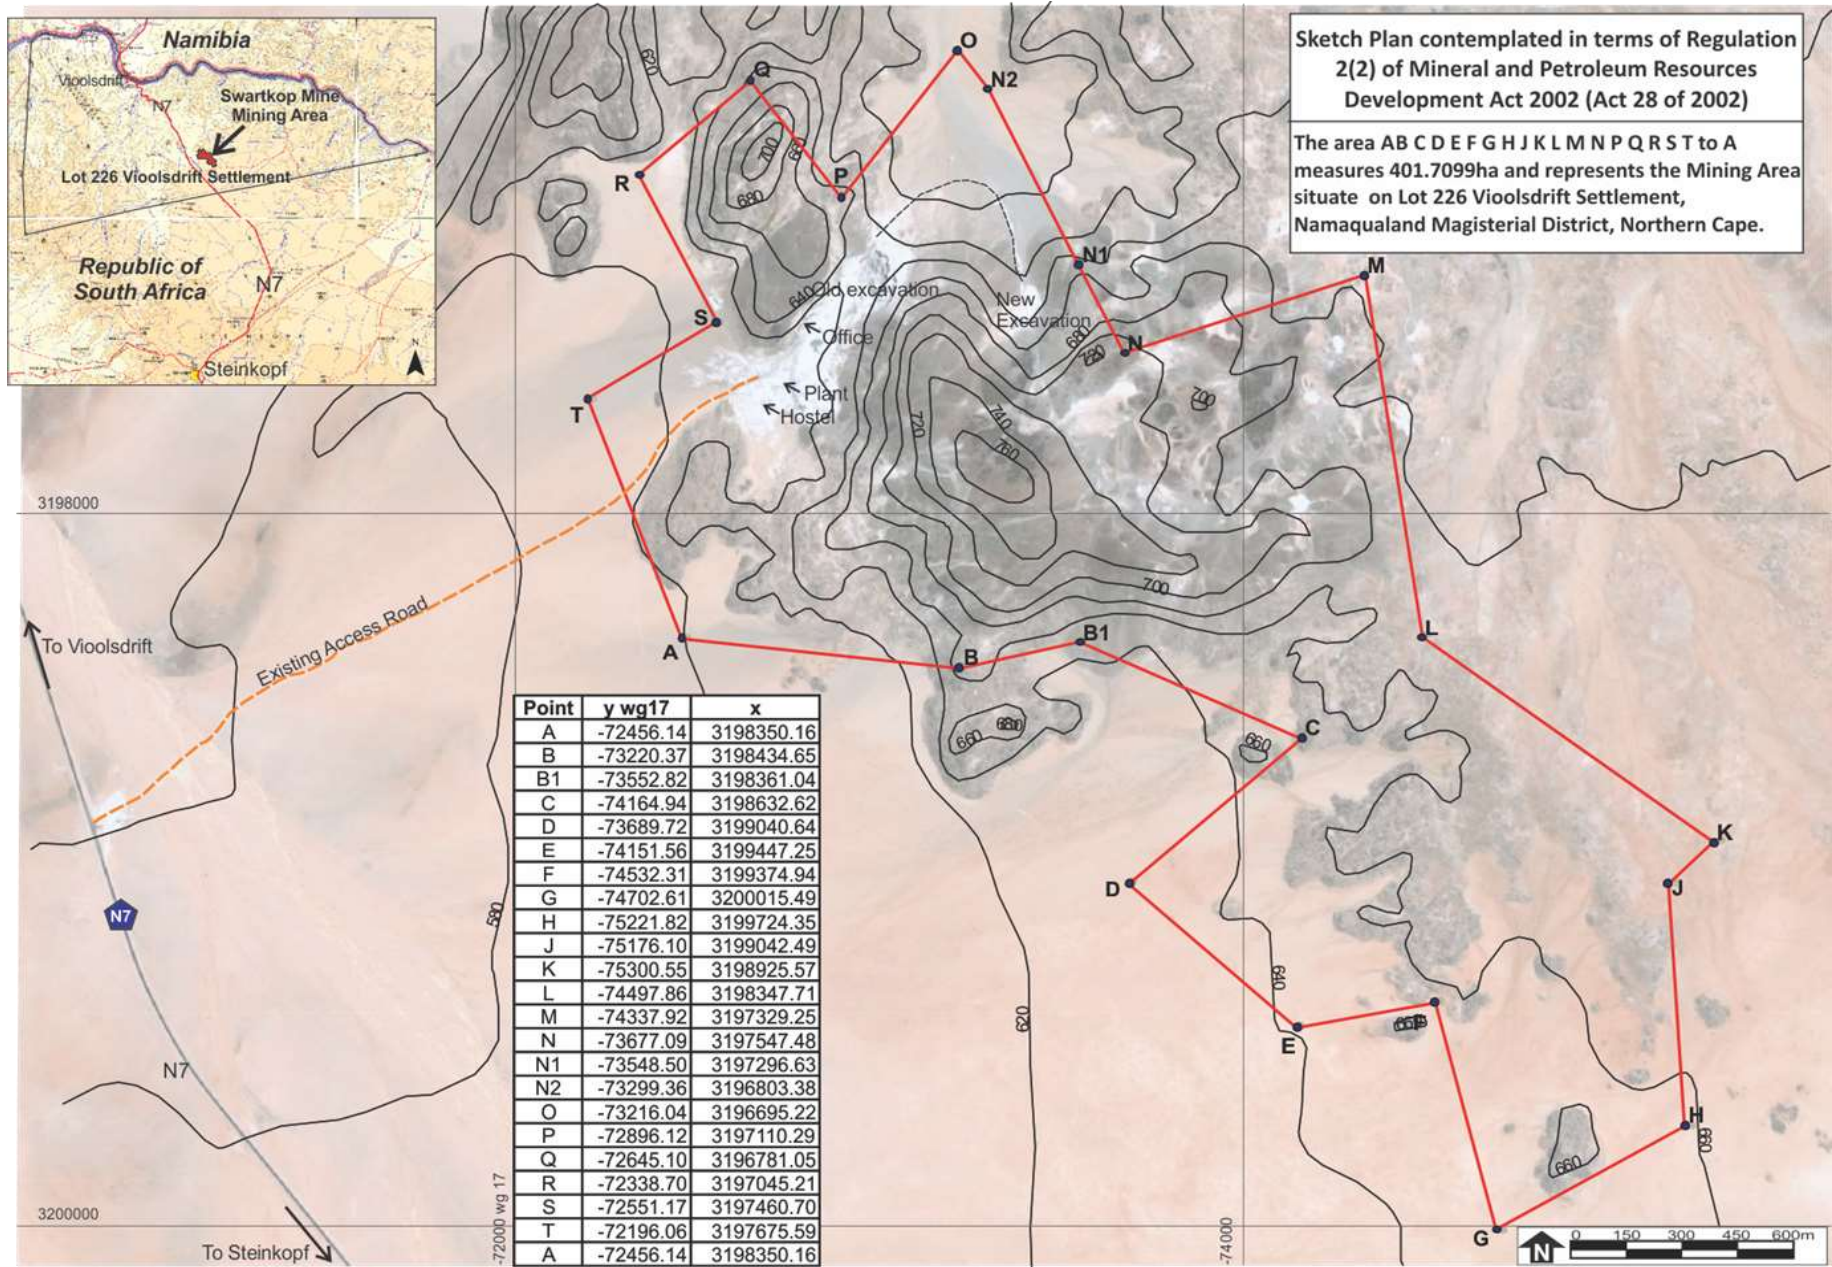 Namibia
Vioolsdrift
N7
Swartkop Mine
Mining Area
Lot 226 Vioolsdrift Settlement
Republic of
South Africa
N7
Steinkopf
N
Sketch Plan contemplated in terms of Regulation
2(2) of Mineral and Petroleum Resources
Development Act 2002 (Act 28 of 2002)
The area AB C D E F G H J K L M N P Q R S T to A
measures 401.7099ha and represents the Mining Area
situate on Lot 226 Vioolsdrift Settlement,
Namaqualand Magisterial District, Northern Cape.
O
N2
Q
620
700
660
P
R
680
N1
M
640
Old excavation
New
Excavation
S
Office
680
N
Plant
700
T
Hostel
720
740
760
3198000
700
Existing Access Road
To Vioolsdrift
A
B
B1
L
C
660
680
660
K
D
J
N7
580
640
620
E
N7
H
660
660
3200000
-72000 wg 17
-74000
To Steinkopf
G
N
0 150 300 450 600m
Point y wg17 x
A -72456.14 3198350.16
B -73220.37 3198434.65
B1 -73552.82 3198361.04
C -74164.94 3198632.62
D -73689.72 3199040.64
E -74151.56 3199447.25
F -74532.31 3199374.94
G -74702.61 3200015.49
H -75221.82 3199724.35
J -75176.10 3199042.49
K -75300.55 3198925.57
L -74497.86 3198347.71
M -74337.92 3197329.25
N -73677.09 3197547.48
N1 -73548.50 3197296.63
N2 -73299.36 3196803.38
O -73216.04 3196695.22
P -72896.12 3197110.29
Q -72645.10 3196781.05
R -72338.70 3197045.21
S -72551.17 3197460.70
T -72196.06 3197675.59
A -72456.14 3198350.16